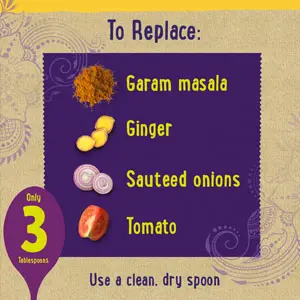 To Replace:
Garam masala
Ginger
Sauteed onions
Tomato
Only
3
Tablespoons
Use a clean, dry spoon